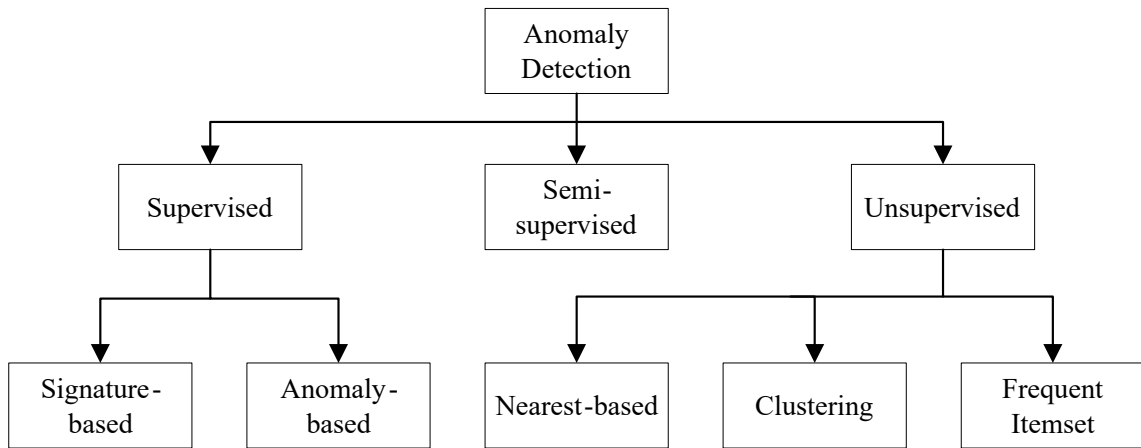 Anomaly
Detection
Supervised
Semi-
supervised
Unsupervised
Signature-
based
Anomaly-
based
Nearest-based
Clustering
Frequent
Itemset